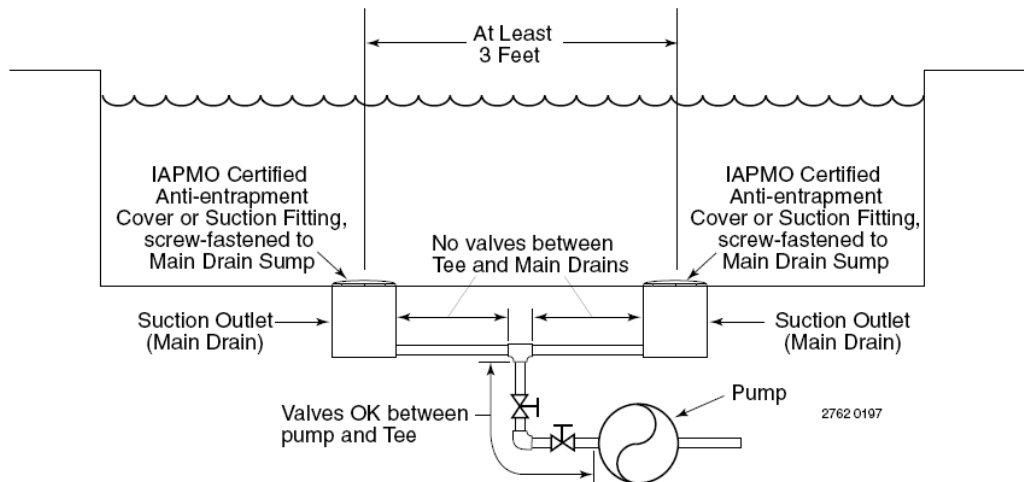 At Least
3 Feet
IAPMO Certified
Anti-entrapment
Cover or Suction Fitting,
screw-fastened to
Main Drain Sump
No valves between
Tee and Main Drains
IAPMO Certified
Anti-entrapment
Cover or Suction Fitting,
screw-fastened to
Main Drain Sump
Suction Outlet
(Main Drain)
Suction Outlet
(Main Drain)
Valves OK between
pump and Tee
Pump
2762 0197